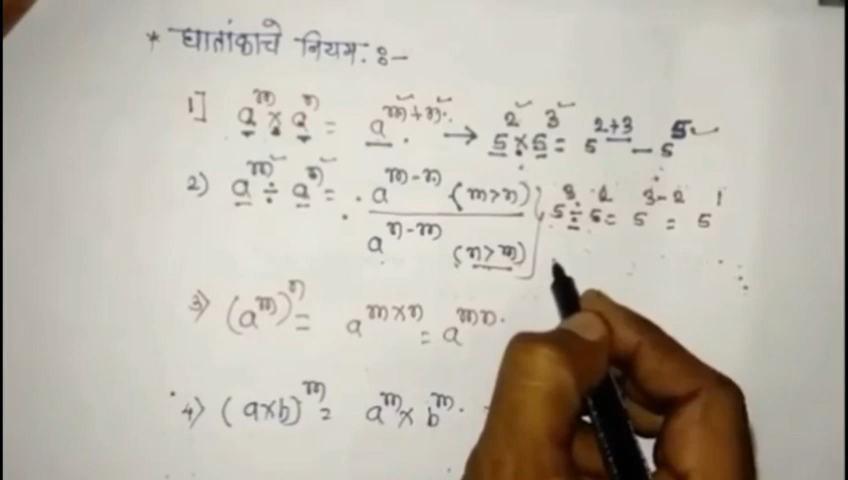 * घातांकाचे नियम :-
1] a^m × a^n = a^(m+n) → 5^2 × 5^3 = 5^(2+3) — 5^5
2) a^m ÷ a^n = a^(m-n) (m>n) 5^3 ÷ 5^2 = 5^(3-2) = 5^1
a^(n-m) (n>m)
3) (a^m)^n = a^(m×n) = a^(mn).
4) (a×b)^m = a^m × b^m.